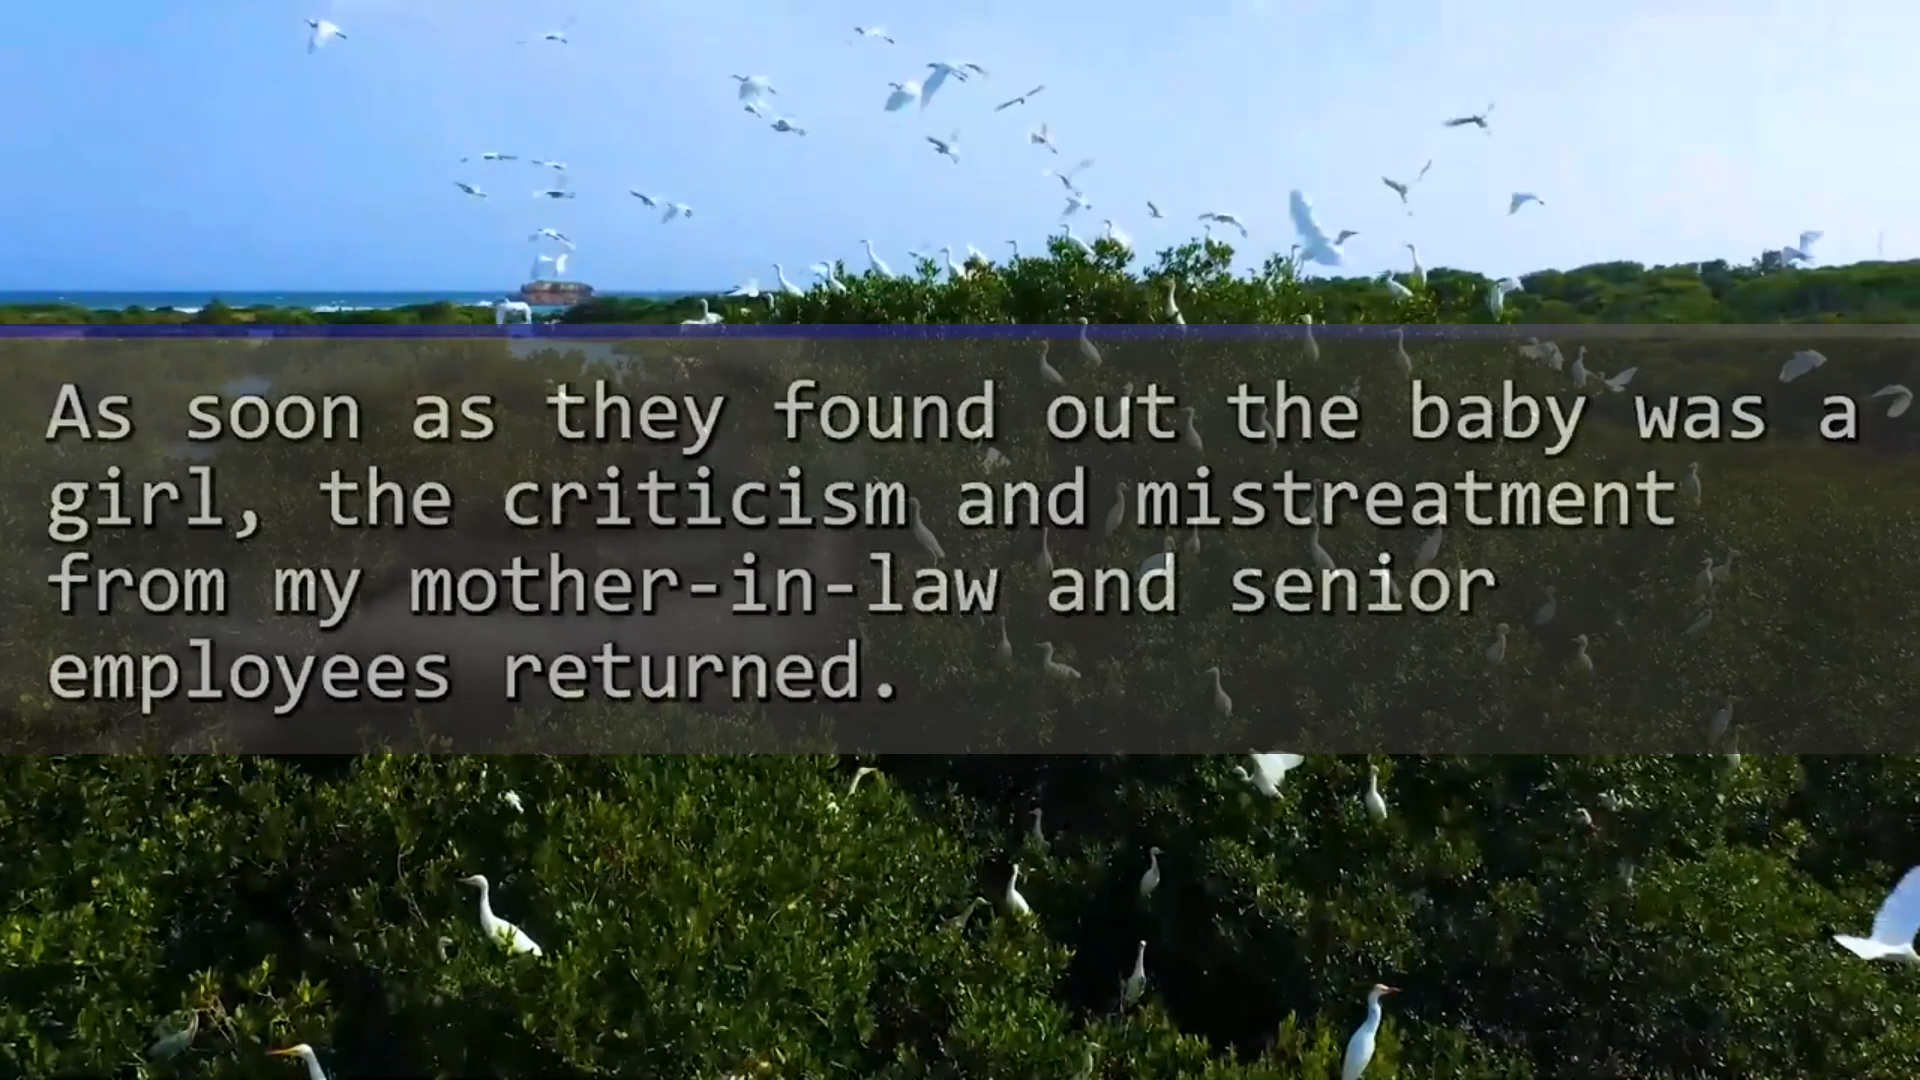 As soon as they found out the baby was a
girl, the criticism and mistreatment
from my mother-in-law and senior
employees returned.